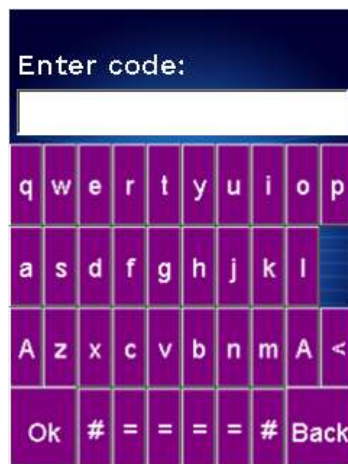 Enter code:
q w e r t y u i o p
a s d f g h j k l
A z x c v b n m A <
Ok # = = = = # Back